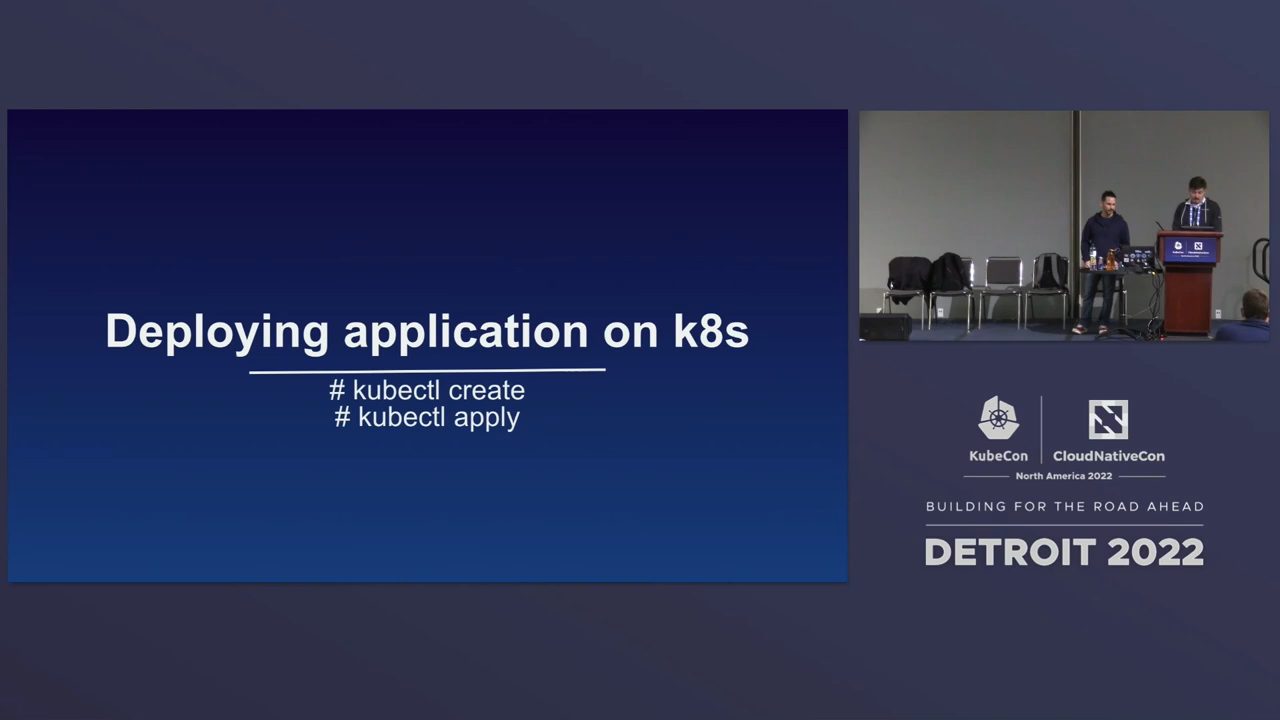 Deploying application on k8s
# kubectl create
# kubectl apply
KubeCon
CloudNativeCon
North America 2022
BUILDING FOR THE ROAD AHEAD
DETROIT 2022